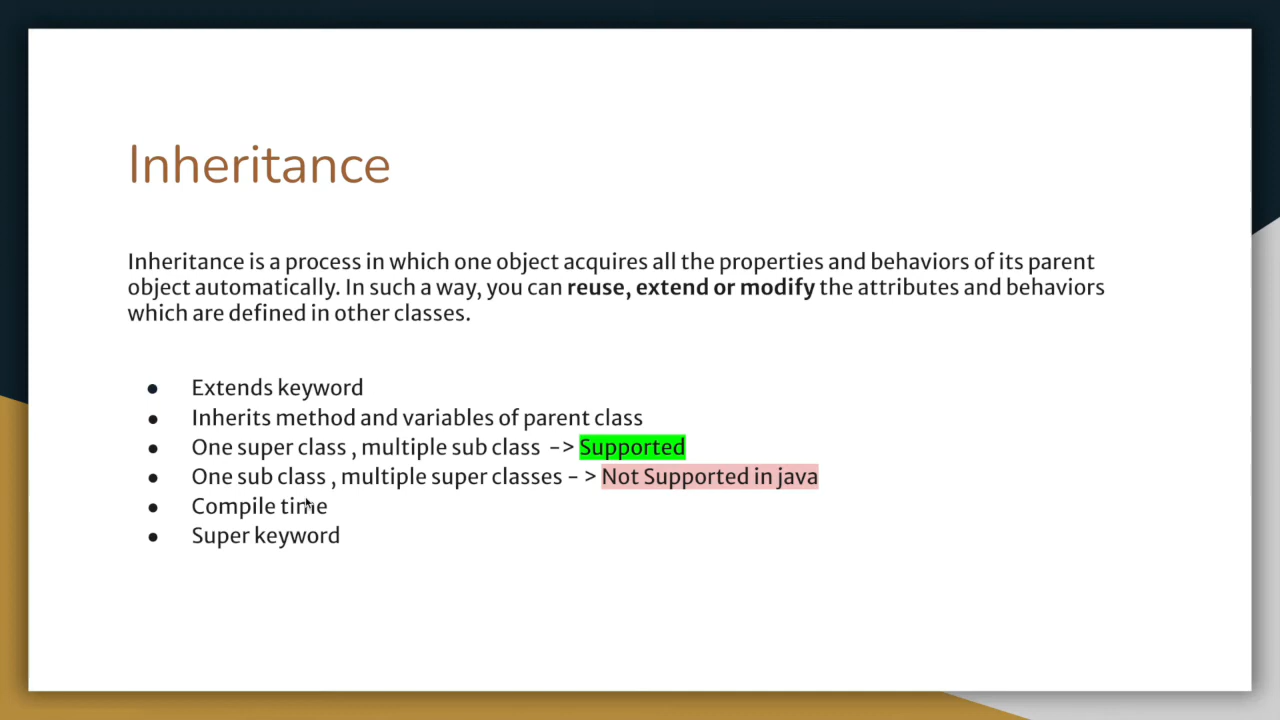 Inheritance
Inheritance is a process in which one object acquires all the properties and behaviors of its parent
object automatically. In such a way, you can reuse, extend or modify the attributes and behaviors
which are defined in other classes.
● Extends keyword
● Inherits method and variables of parent class
● One super class , multiple sub class -> Supported
● One sub class , multiple super classes - > Not Supported in java
● Compile time
● Super keyword